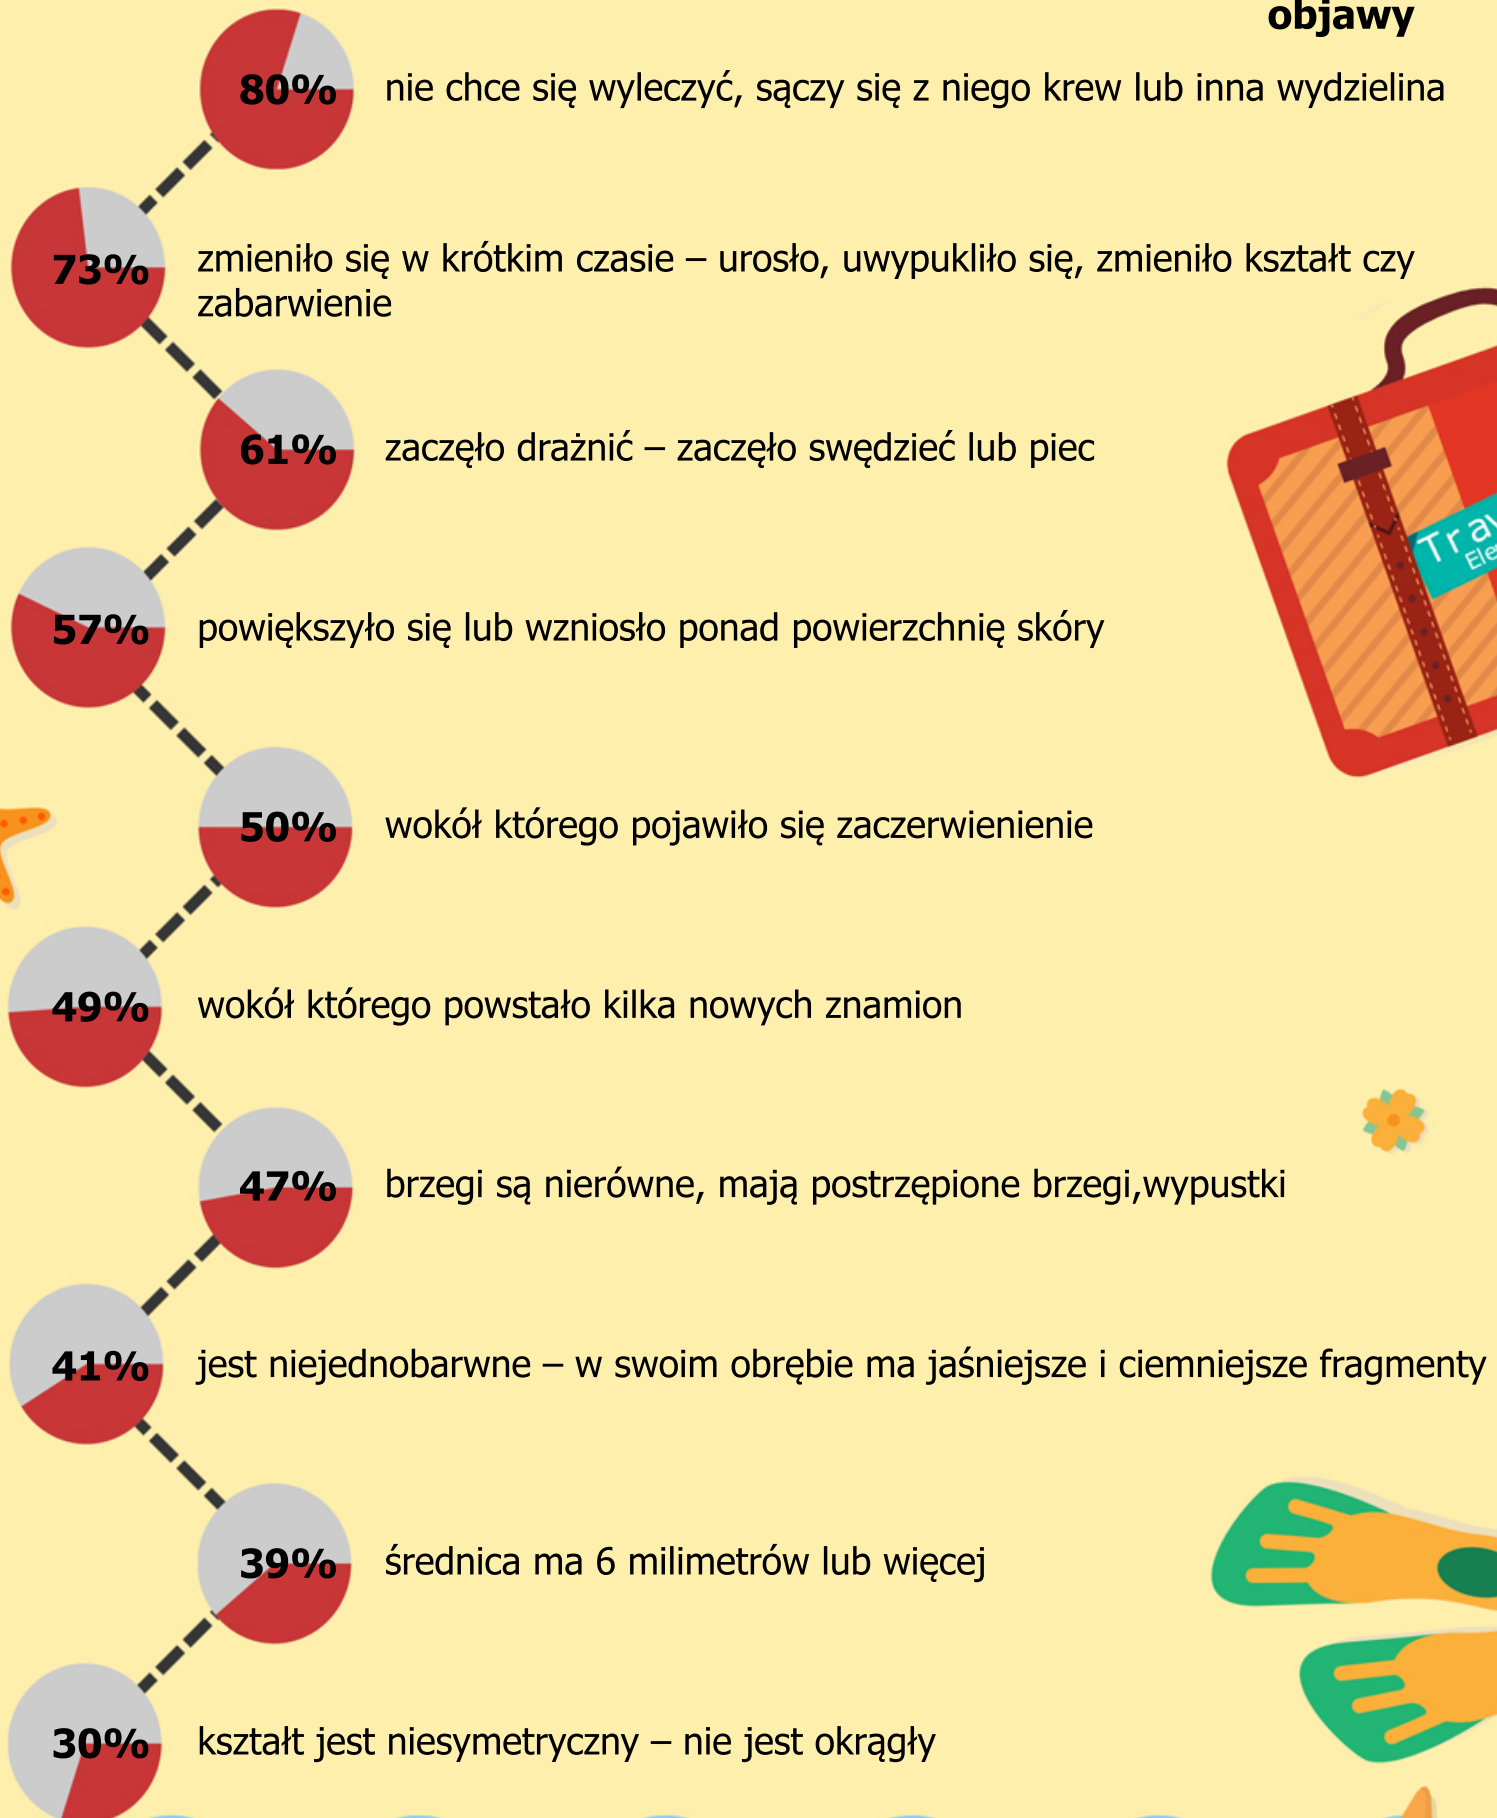 objawy
80% nie chce się wyleczyć, sączy się z niego krew lub inna wydzielina
73% zmieniło się w krótkim czasie – urosło, uwypukliło się, zmieniło kształt czy
zabarwienie
61% zaczęło drażnić – zaczęło swędzieć lub piec
57% powiększyło się lub wzniosło ponad powierzchnię skóry
50% wokół którego pojawiło się zaczerwienienie
49% wokół którego powstało kilka nowych znamion
47% brzegi są nierówne, mają postrzępione brzegi,wypustki
41% jest niejednobarwne – w swoim obrębie ma jaśniejsze i ciemniejsze fragmenty
39% średnica ma 6 milimetrów lub więcej
30% kształt jest niesymetryczny – nie jest okrągły